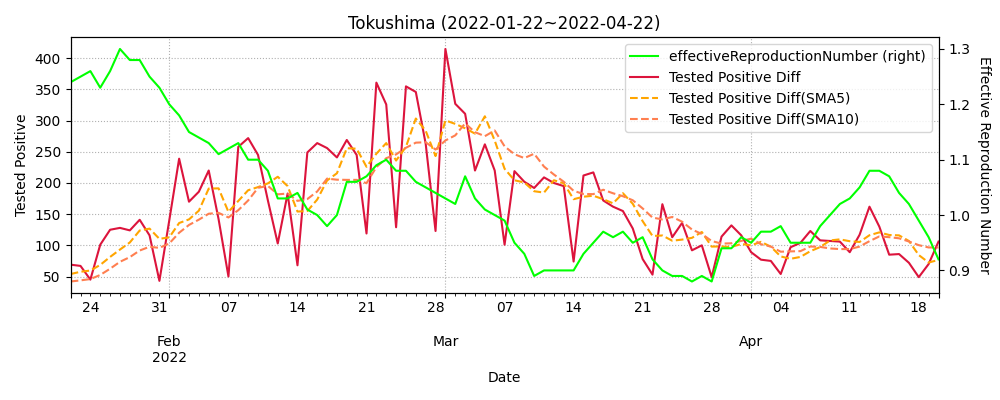 Tokushima (2022-01-22~2022-04-22)
effectiveReproductionNumber (right)
Tested Positive Diff
Tested Positive Diff(SMA5)
Tested Positive Diff(SMA10)
Tested Positive
400
350
300
250
200
150
100
50
1.3
1.2
1.1
1.0
0.9
Effective Reproduction Number
24 31 07 14 21 28 07 14 21 28 04 11 18
Feb Mar Apr
2022
Date